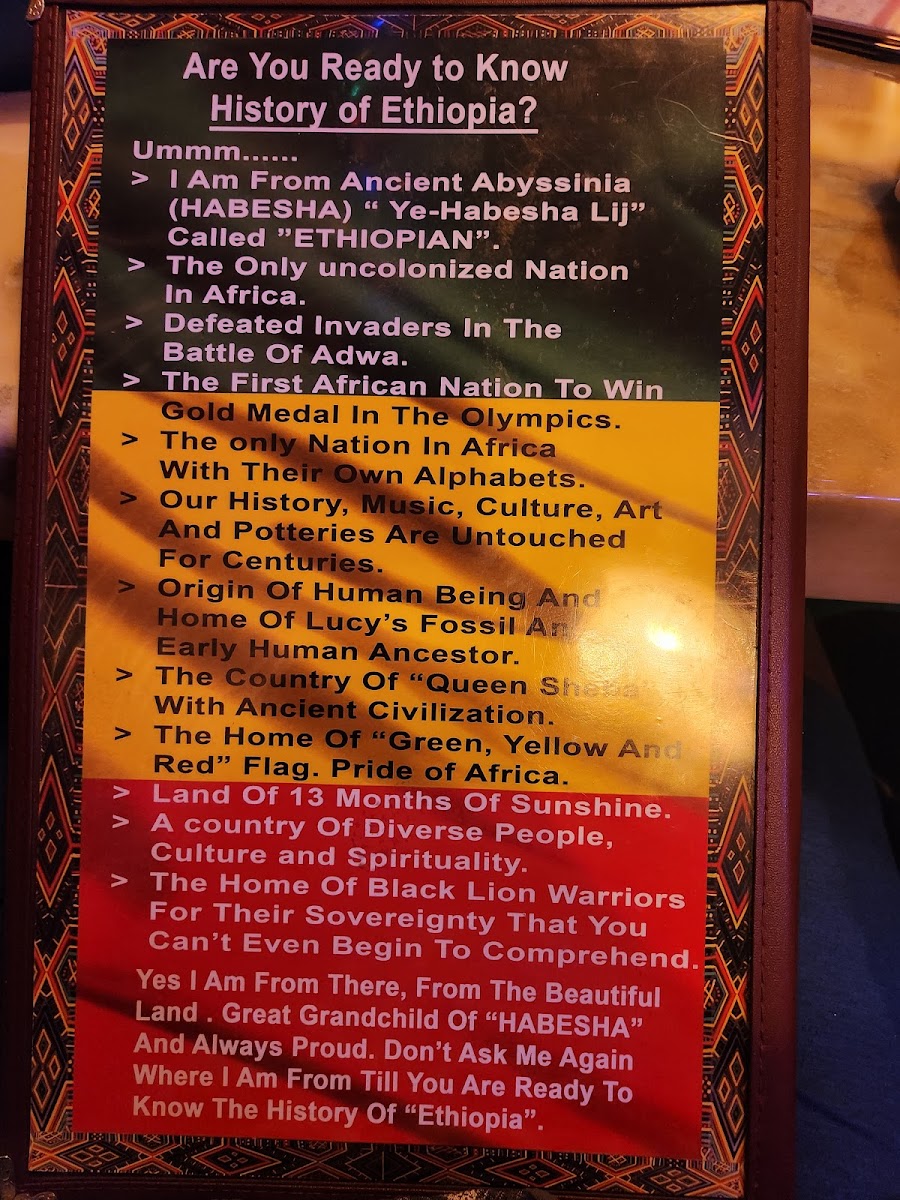 Are You Ready to Know
History of Ethiopia?
Ummm......
> I Am From Ancient Abyssinia
(HABESHA) “ Ye-Habesha Lij”
Called ”ETHIOPIAN”.
> The Only uncolonized Nation
In Africa.
> Defeated Invaders In The
Battle Of Adwa.
> The First African Nation To Win
Gold Medal In The Olympics.
> The only Nation In Africa
With Their Own Alphabets.
> Our History, Music, Culture, Art
And Potteries Are Untouched
For Centuries.
> Origin Of Human Being And
Home Of Lucy’s Fossil An
Early Human Ancestor.
> The Country Of “Queen Sheba”
With Ancient Civilization.
> The Home Of “Green, Yellow And
Red” Flag. Pride of Africa.
> Land Of 13 Months Of Sunshine.
> A country Of Diverse People,
Culture and Spirituality.
> The Home Of Black Lion Warriors
For Their Sovereignty That You
Can’t Even Begin To Comprehend.
Yes I Am From There, From The Beautiful
Land . Great Grandchild Of “HABESHA”
And Always Proud. Don’t Ask Me Again
Where I Am From Till You Are Ready To
Know The History Of “Ethiopia”.